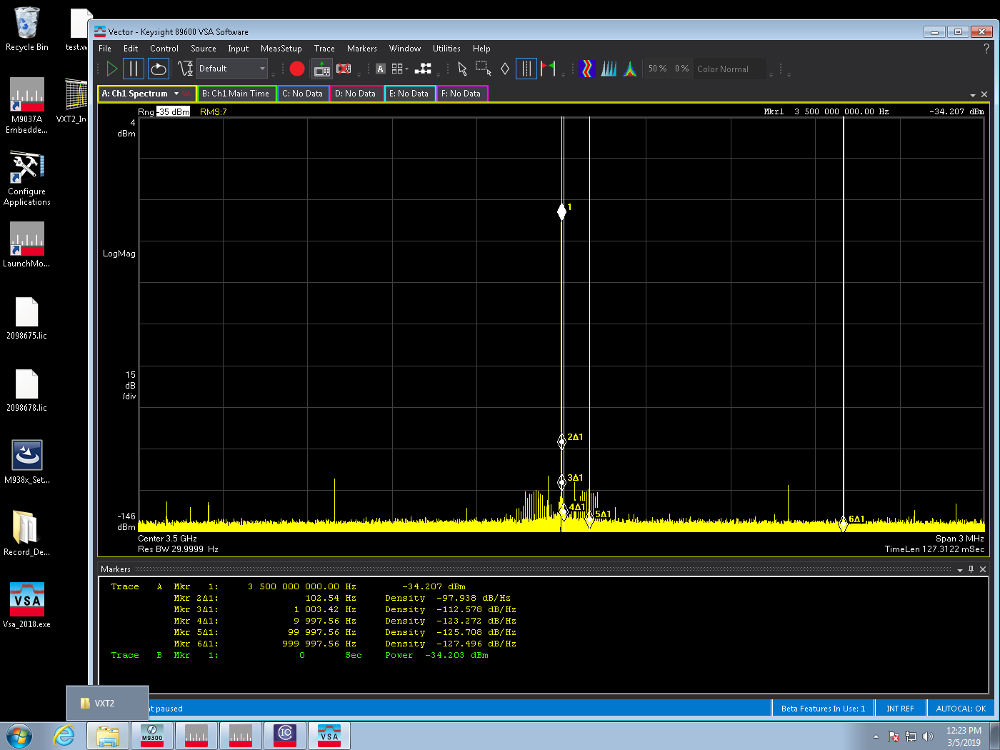 Recycle Bin
test.w
M9037A
Embedde...
VXT2_In
Configure
Applications
LaunchMo...
2098675.lic
2098678.lic
M938x_Set...
Record_De...
VSA
Vsa_2018.exe
Vector - Keysight 89600 VSA Software
File Edit Control Source Input MeasSetup Trace Markers Window Utilities Help ?
Default A 50 % 0 % Color Normal
A: Ch1 Spectrum B: Ch1 Main Time C: No Data D: No Data E: No Data F: No Data
Rng -35 dBm RMS:7 Mkr1 3 500 000 000.00 Hz -34.207 dBm
4
dBm
1
LogMag
15
dB
/div
2Δ1
3Δ1
4Δ1
5Δ1
6Δ1
-146
dBm
Center 3.5 GHz Span 3 MHz
Res BW 29.9999 Hz TimeLen 127.3122 mSec
Markers
Trace A Mkr 1: 3 500 000 000.00 Hz -34.207 dBm
Mkr 2Δ1: 102.54 Hz Density -97.938 dB/Hz
Mkr 3Δ1: 1 003.42 Hz Density -112.578 dB/Hz
Mkr 4Δ1: 9 997.56 Hz Density -123.272 dB/Hz
Mkr 5Δ1: 99 997.56 Hz Density -125.708 dB/Hz
Mkr 6Δ1: 999 997.56 Hz Density -127.496 dB/Hz
Trace B Mkr 1: 0 Sec Power -34.203 dBm
VXT2
nt paused Beta Features In Use: 1 INT REF AUTOCAL: OK
M9300
IC
VSA
12:23 PM
3/5/2019